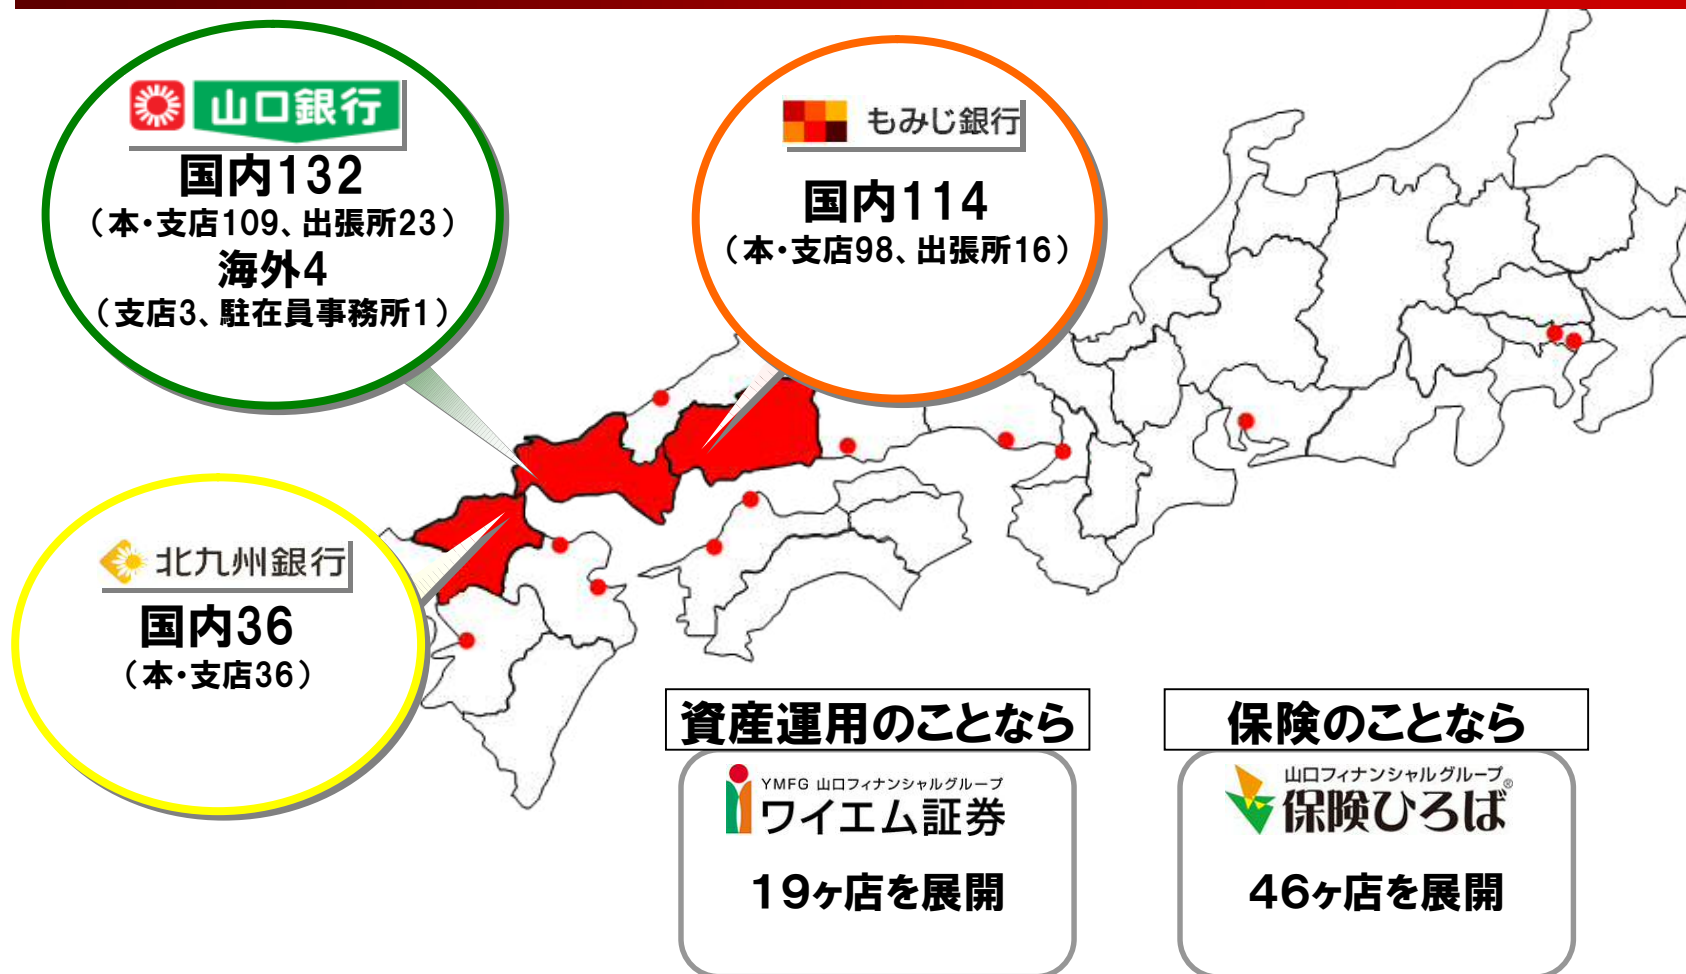 山口銀行
国内132
（本・支店109、出張所23）
海外4
（支店3、駐在員事務所1）
もみじ銀行
国内114
（本・支店98、出張所16）
北九州銀行
国内36
（本・支店36）
資産運用のことなら
YMFG 山口フィナンシャルグループ
ワイエム証券
19ヶ店を展開
保険のことなら
山口フィナンシャルグループ
保険ひろば®
46ヶ店を展開